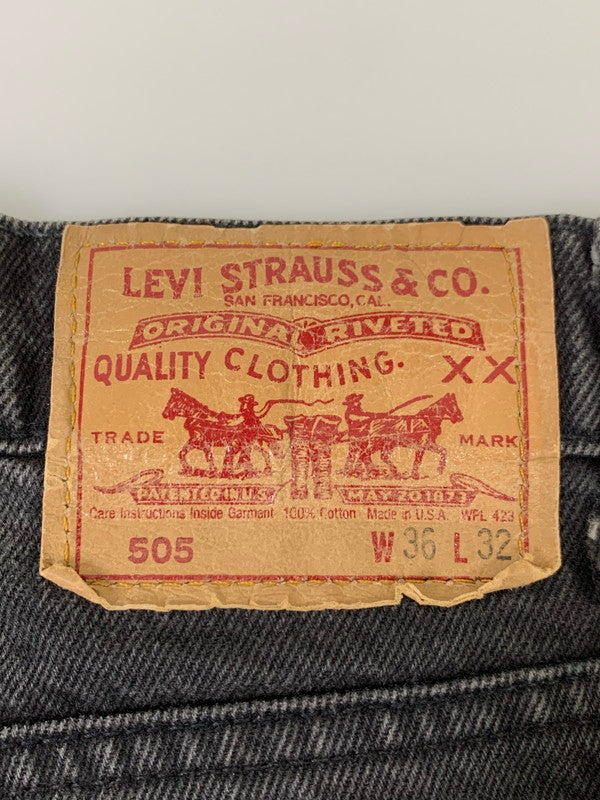 LEVI STRAUSS & CO.
SAN FRANCISCO, CAL.
ORIGINAL RIVETED
QUALITY CLOTHING. XX
TRADE MARK
PATENTED IN U.S. MAY 20 1873
Care Instructions Inside Garment 100% Cotton Made in U.S.A. WPL 423
505 W 36 L 32